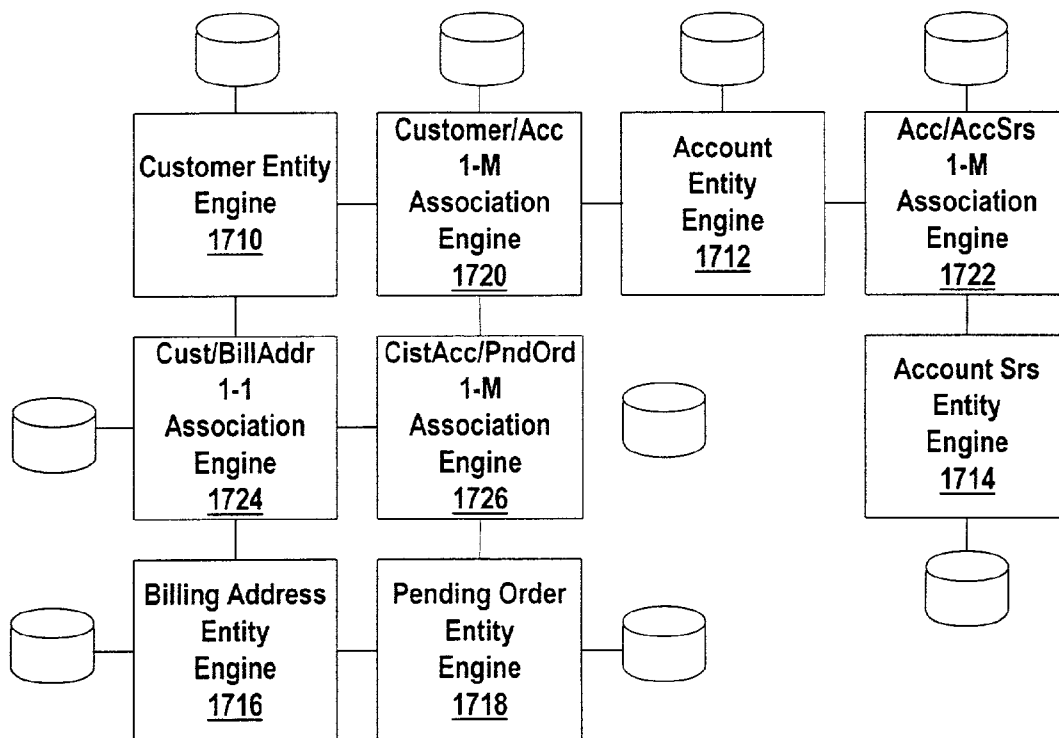 Customer Entity
Engine
1710
Customer/Acc
1-M
Association
Engine
1720
Account
Entity
Engine
1712
Acc/AccSrs
1-M
Association
Engine
1722
Cust/BillAddr
1-1
Association
Engine
1724
CistAcc/PndOrd
1-M
Association
Engine
1726
Account Srs
Entity
Engine
1714
Billing Address
Entity
Engine
1716
Pending Order
Entity
Engine
1718